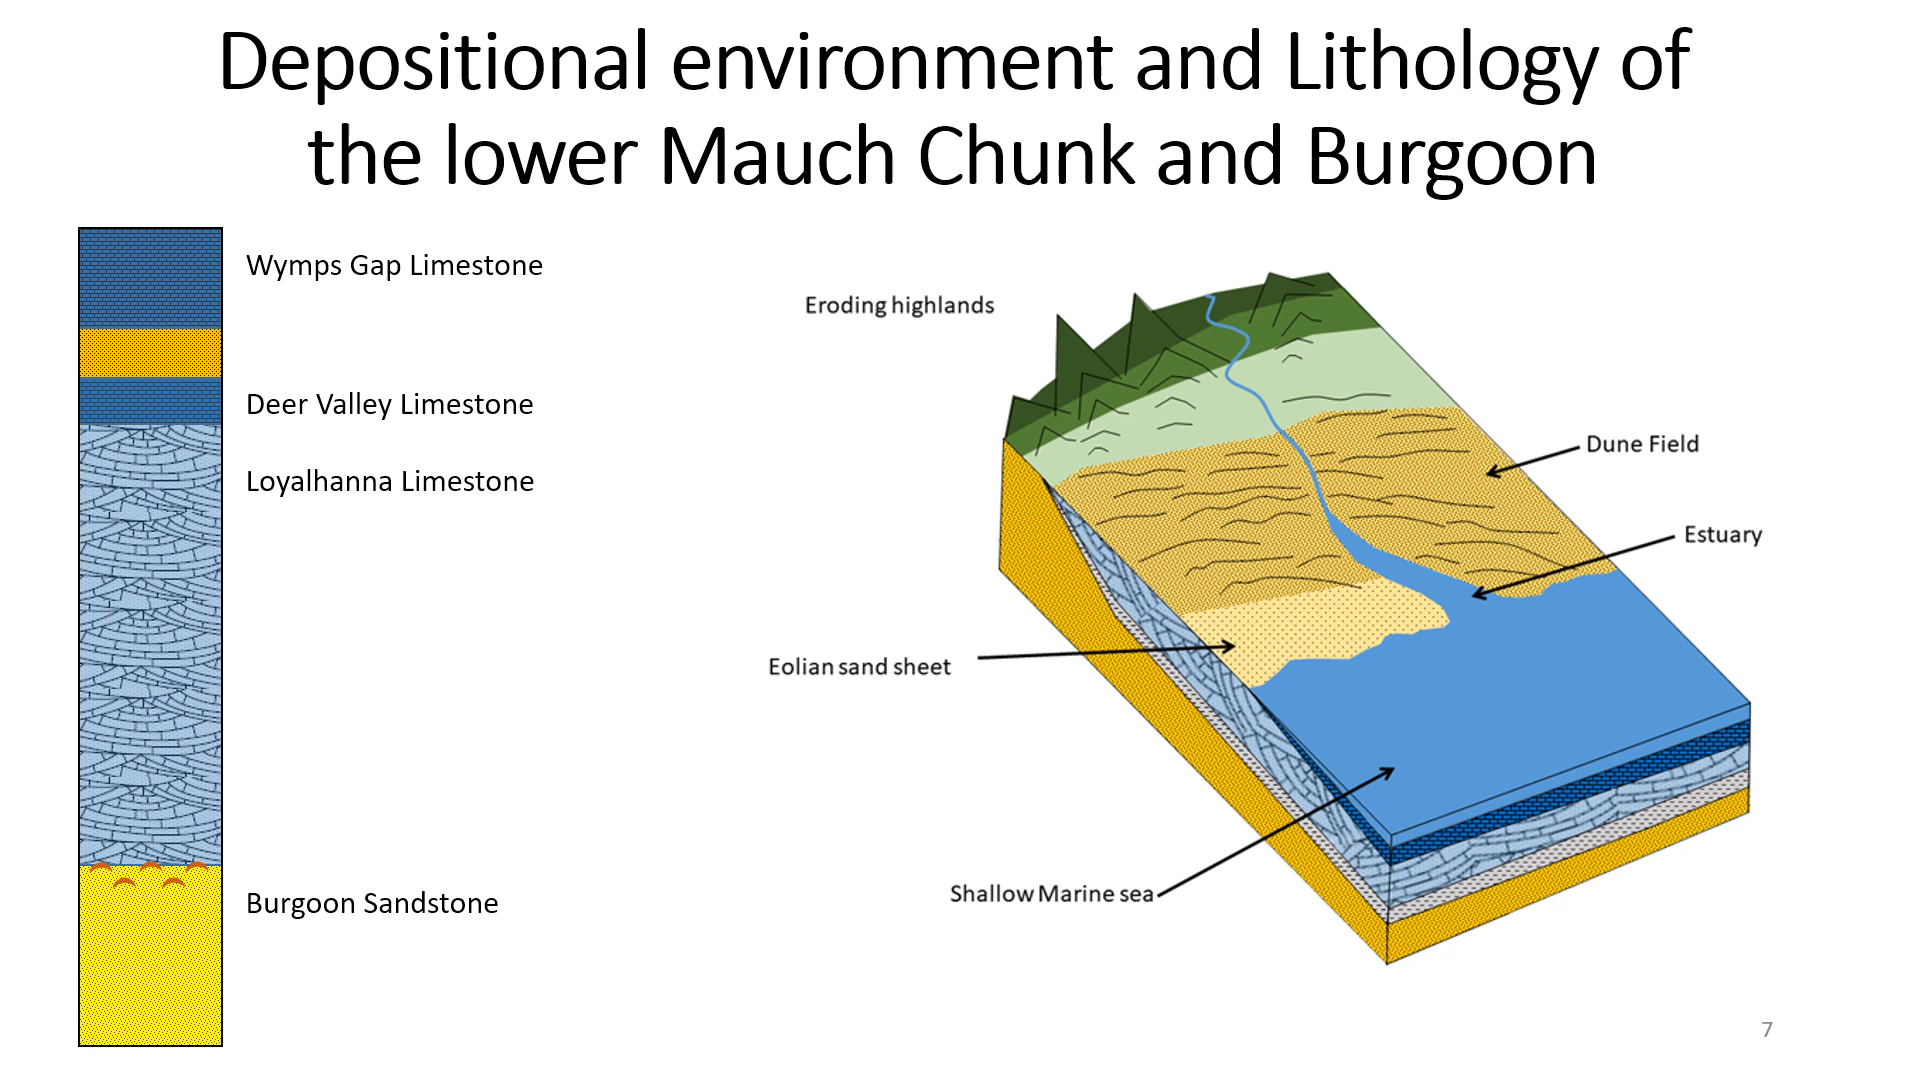 Depositional environment and Lithology of
the lower Mauch Chunk and Burgoon
Wymps Gap Limestone
Deer Valley Limestone
Loyalhanna Limestone
Burgoon Sandstone
Eroding highlands
Dune Field
Estuary
Eolian sand sheet
Shallow Marine sea
7